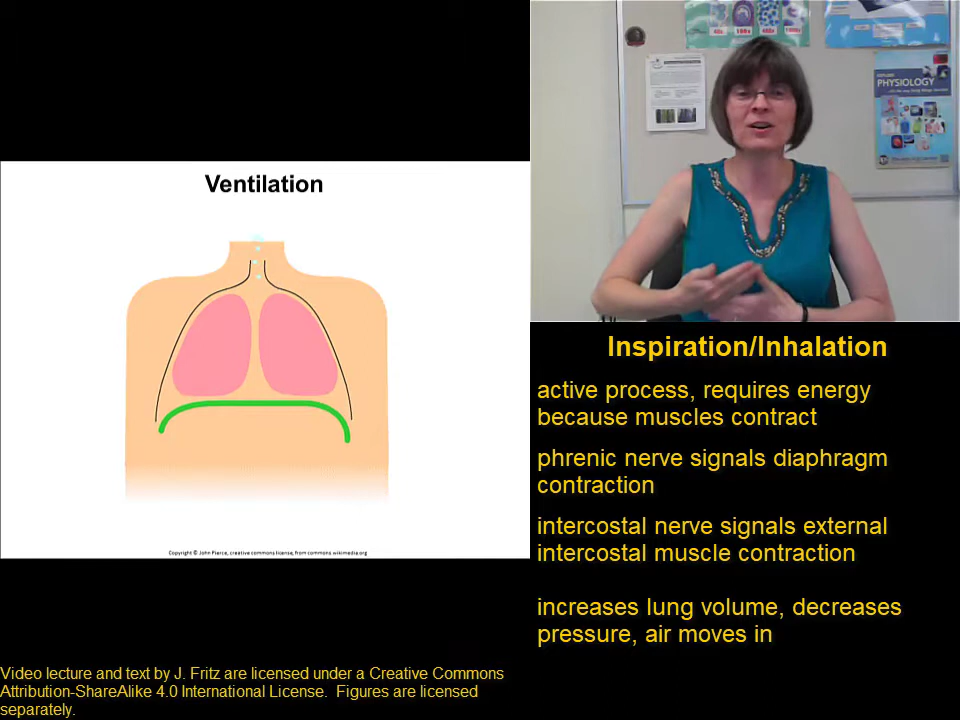 Ventilation
Copyright © John Pierce, creative commons license, from commons.wikimedia.org
PHYSIOLOGY
Inspiration/Inhalation
active process, requires energy
because muscles contract
phrenic nerve signals diaphragm
contraction
intercostal nerve signals external
intercostal muscle contraction
increases lung volume, decreases
pressure, air moves in
Video lecture and text by J. Fritz are licensed under a Creative Commons
Attribution-ShareAlike 4.0 International License.  Figures are licensed
separately.